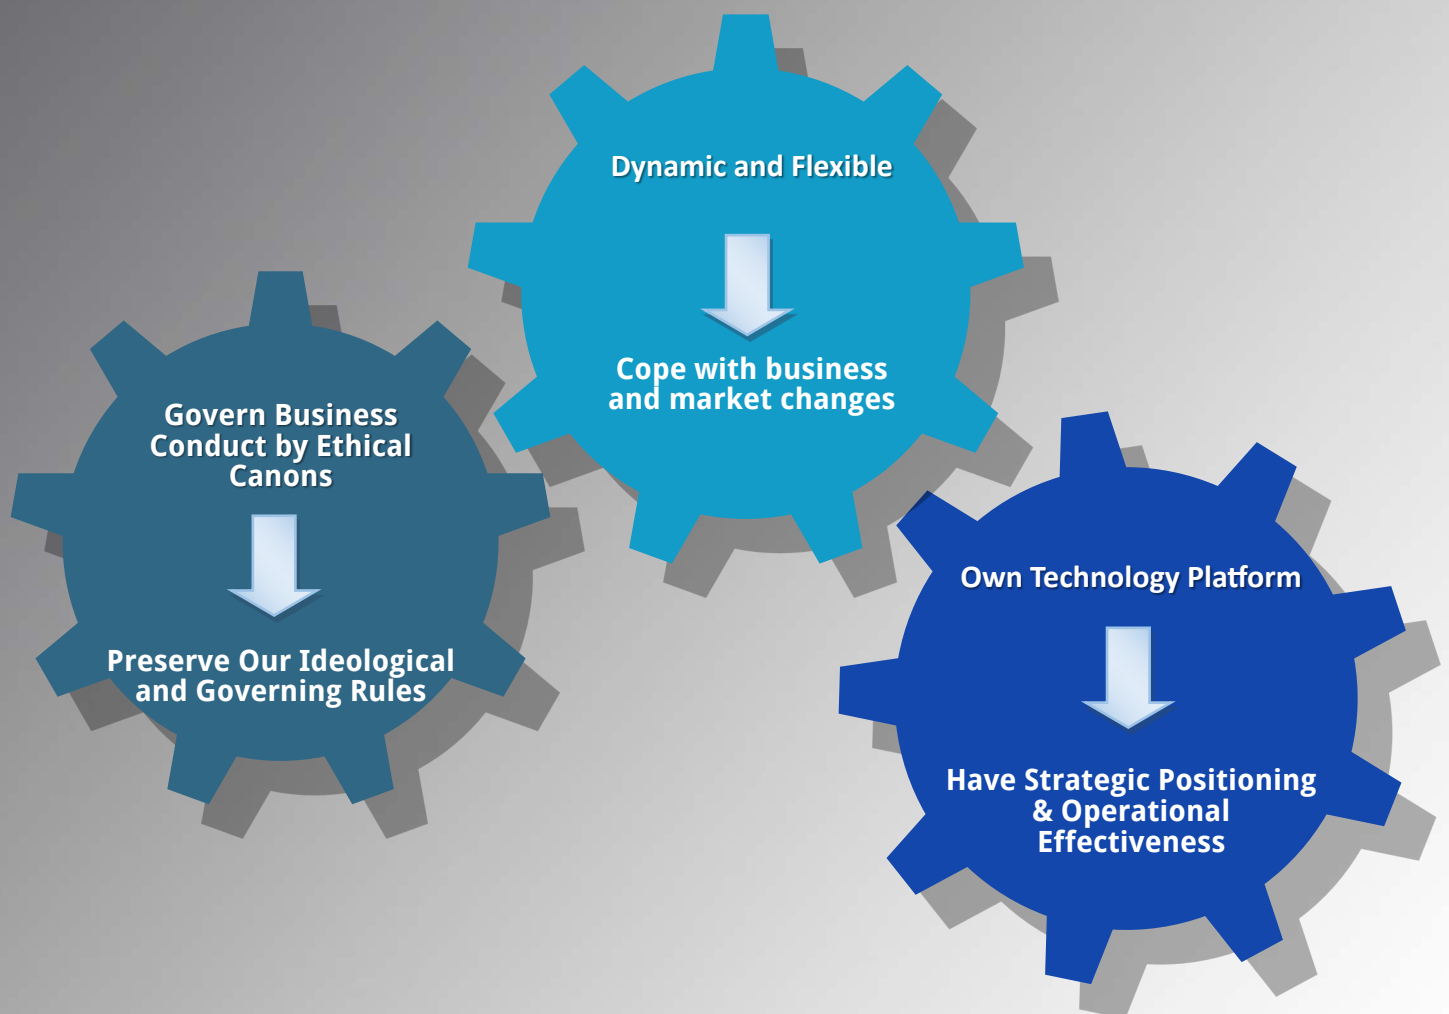 Dynamic and Flexible
Cope with business
and market changes
Govern Business
Conduct by Ethical
Canons
Preserve Our Ideological
and Governing Rules
Own Technology Platform
Have Strategic Positioning
& Operational
Effectiveness